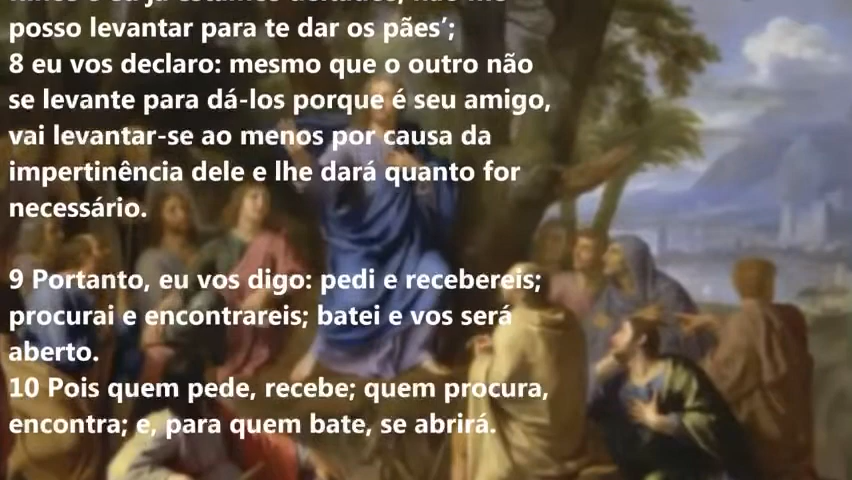 posso levantar para te dar os pães’;
8 eu vos declaro: mesmo que o outro não
se levante para dá-los porque é seu amigo,
vai levantar-se ao menos por causa da
impertinência dele e lhe dará quanto for
necessário.
9 Portanto, eu vos digo: pedi e recebereis;
procurai e encontrareis; batei e vos será
aberto.
10 Pois quem pede, recebe; quem procura,
encontra; e, para quem bate, se abrirá.